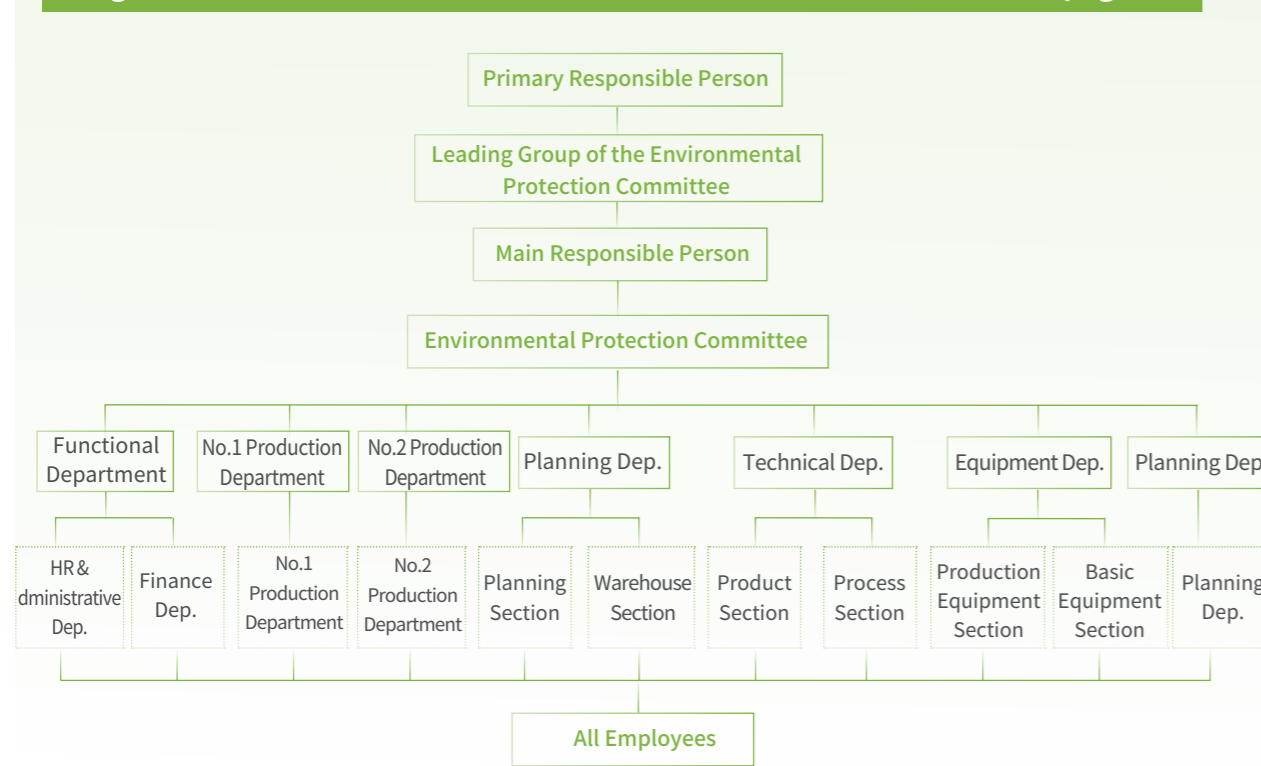 Primary Responsible Person
Leading Group of the Environmental
Protection Committee
Main Responsible Person
Environmental Protection Committee
Functional
Department
No.1 Production
Department
No.2 Production
Department
Planning Dep.
Technical Dep.
Equipment Dep.
Planning Dep
HR &
dministrative
Dep.
Finance
Dep.
No.1
Production
Department
No.2
Production
Department
Planning
Section
Warehouse
Section
Product
Section
Process
Section
Production
Equipment
Section
Basic
Equipment
Section
Planning
Dep.
All Employees